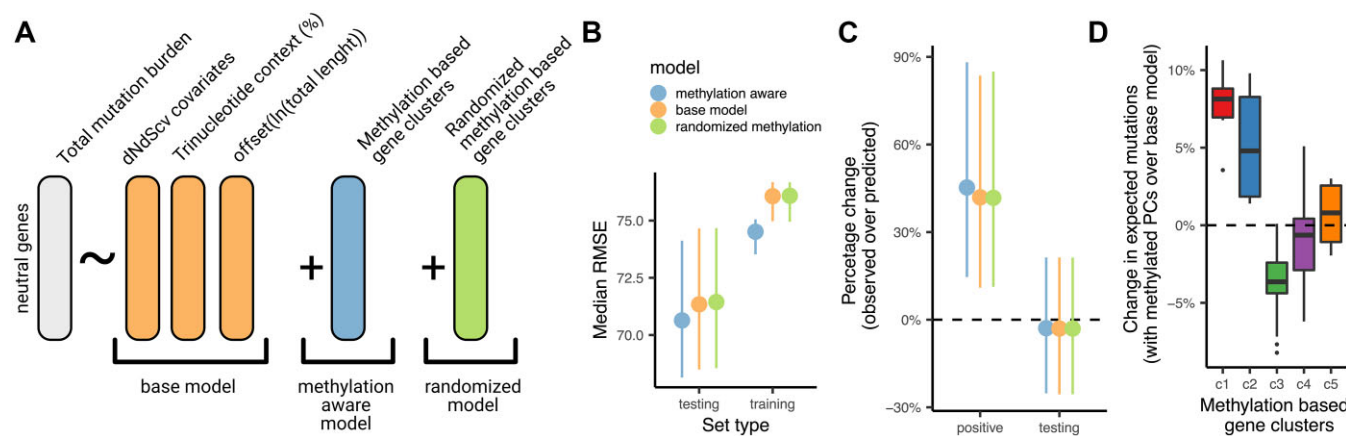 A
Total mutation burden
dNdScv covariates
Trinucleotide context (%)
offset(ln((total lenght))
Methylation based
gene clusters
Randomized
methylation based
gene clusters
neutral genes
~
+
+
base model
methylation
aware
model
randomized
model
B
model
methylation aware
base model
randomized methylation
Median RMSE
75.0
72.5
70.0
testing
training
Set type
C
Percetage change
(observed over predicted)
90%
60%
30%
0%
−30%
positive
testing
D
Change in expected mutations
(with methylated PCs over base model)
10%
5%
0%
−5%
c1
c2
c3
c4
c5
Methylation based
gene clusters